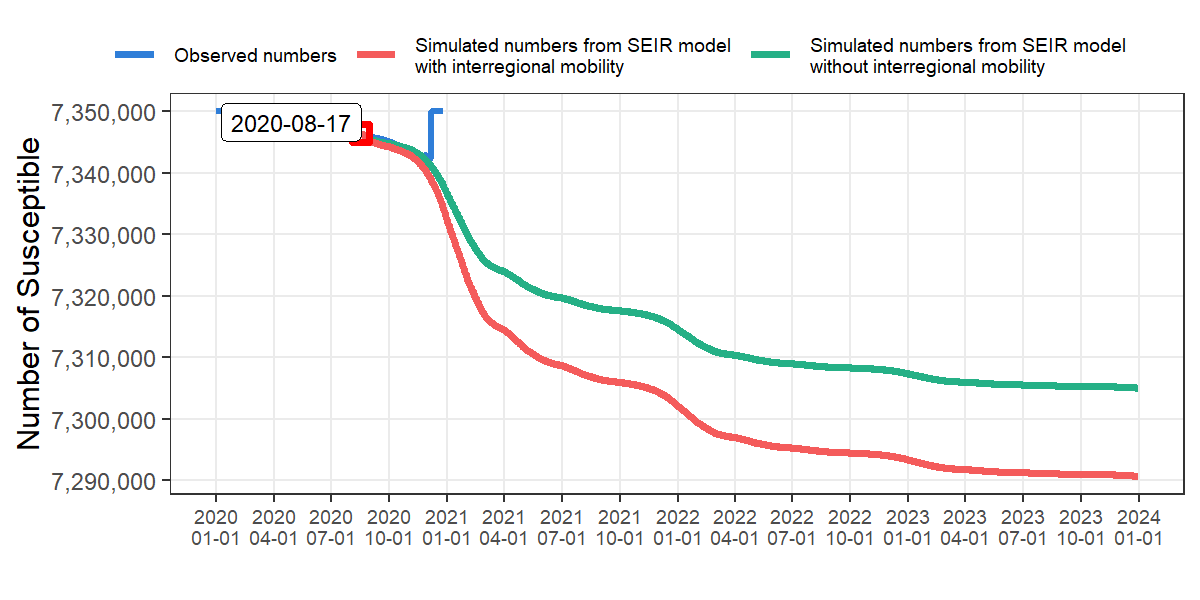 Observed numbers
Simulated numbers from SEIR model
with interregional mobility
Simulated numbers from SEIR model
without interregional mobility
Number of Susceptible
7,350,000
7,340,000
7,330,000
7,320,000
7,310,000
7,300,000
7,290,000
2020-08-17
2020 2020 2020 2020 2021 2021 2021 2021 2022 2022 2022 2022 2023 2023 2023 2023 2024
01-01 04-01 07-01 10-01 01-01 04-01 07-01 10-01 01-01 04-01 07-01 10-01 01-01 04-01 07-01 10-01 01-01